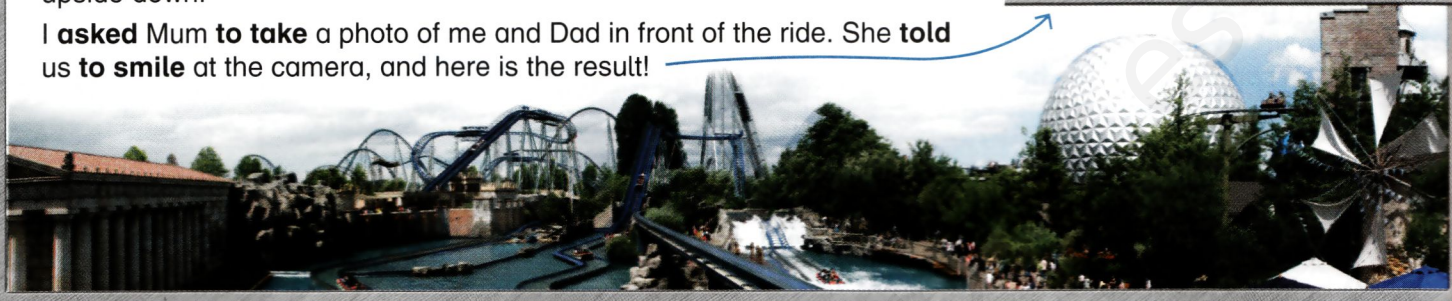 I asked Mum to take a photo of me and Dad in front of the ride. She told
us to smile at the camera, and here is the result!